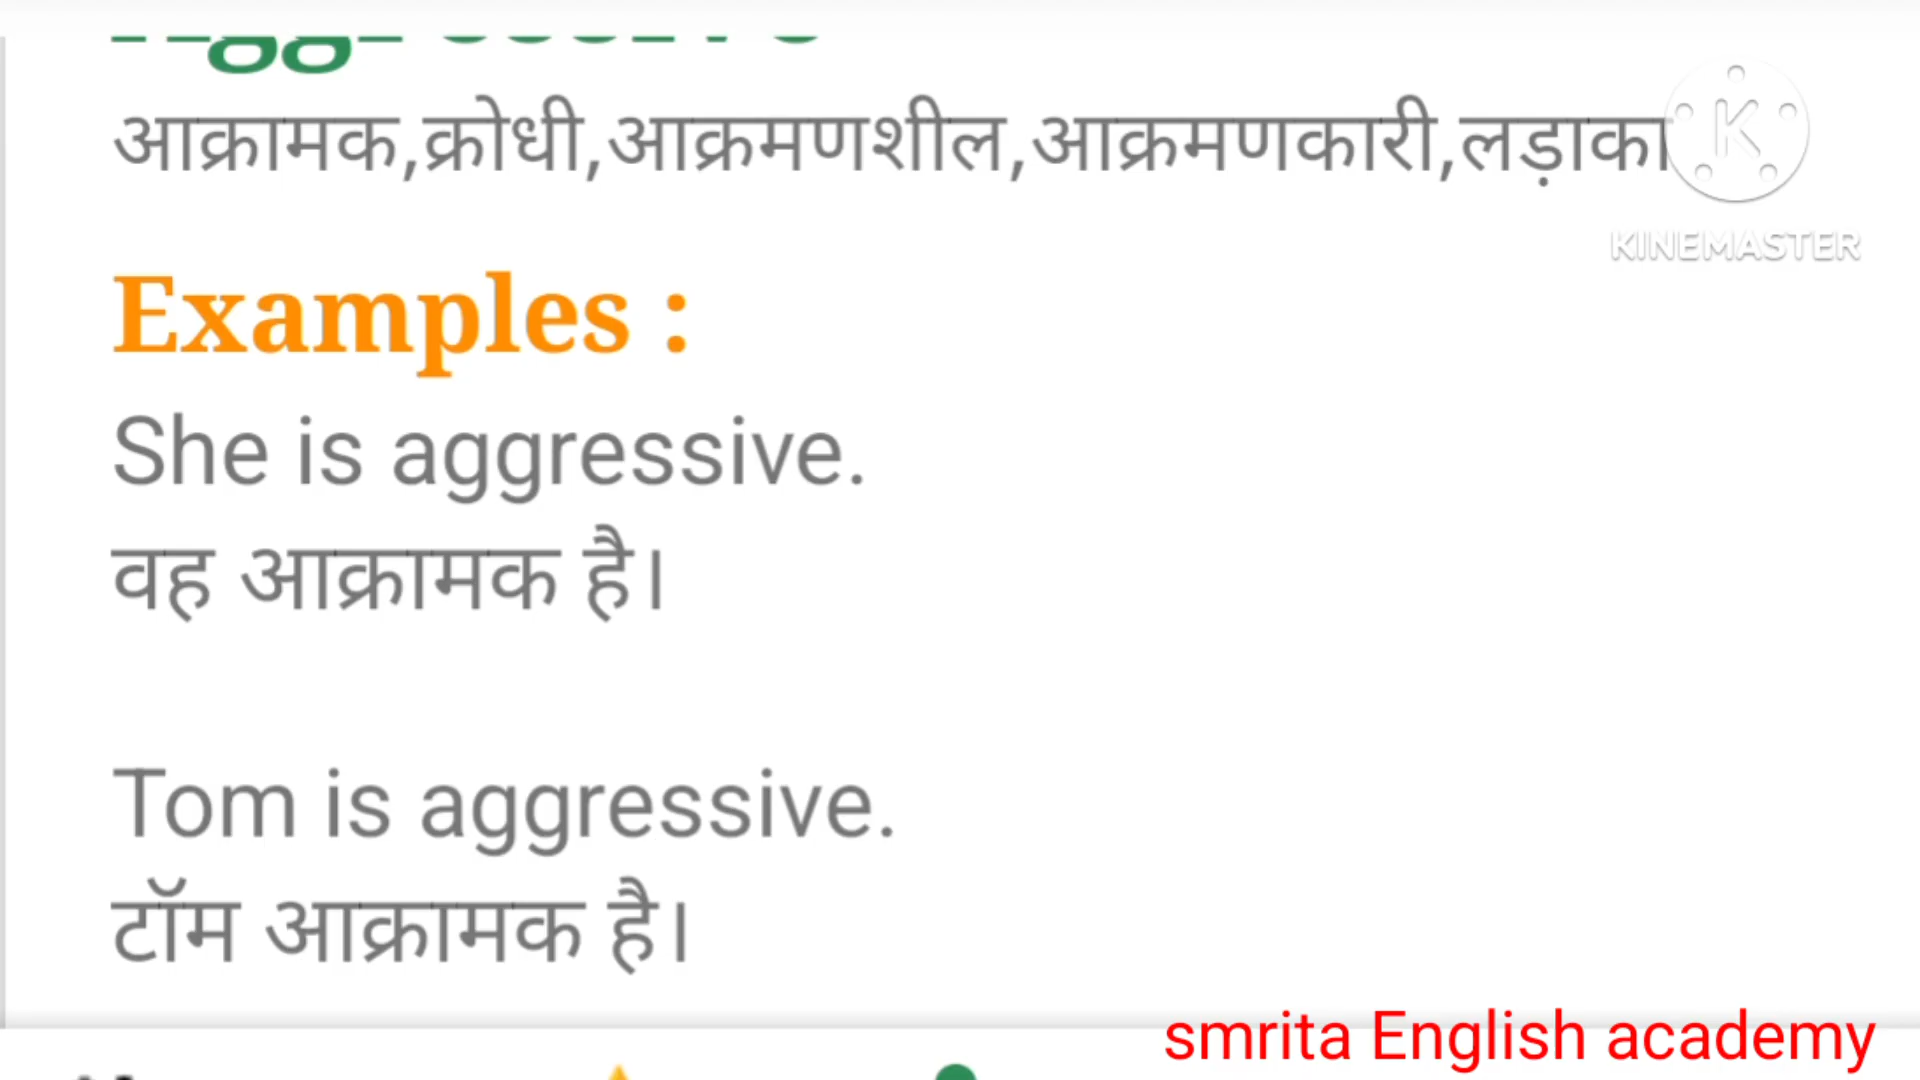 Aggressive
आक्रामक,क्रोधी,आक्रमणशील,आक्रमणकारी,लड़ाका
K
KINEMASTER
Examples :
She is aggressive.
वह आक्रामक है।
Tom is aggressive.
टॉम आक्रामक है।
smrita English academy